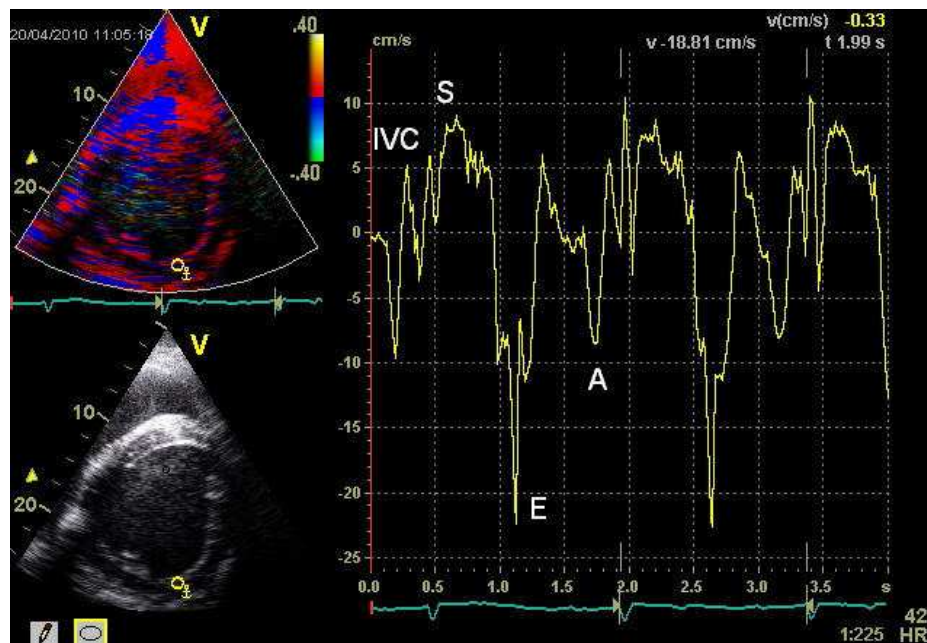 20/04/2010 11:05:18
V
.40
-.40
10
20
V
10
20
v(cm/s) -0.33
cm/s
v -18.81 cm/s
t 1.99 s
S
IVC
E
A
10
5
0
-5
-10
-15
-20
-25
0.0 0.5 1.0 1.5 2.0 2.5 3.0 3.5 s
42
1:225 HR